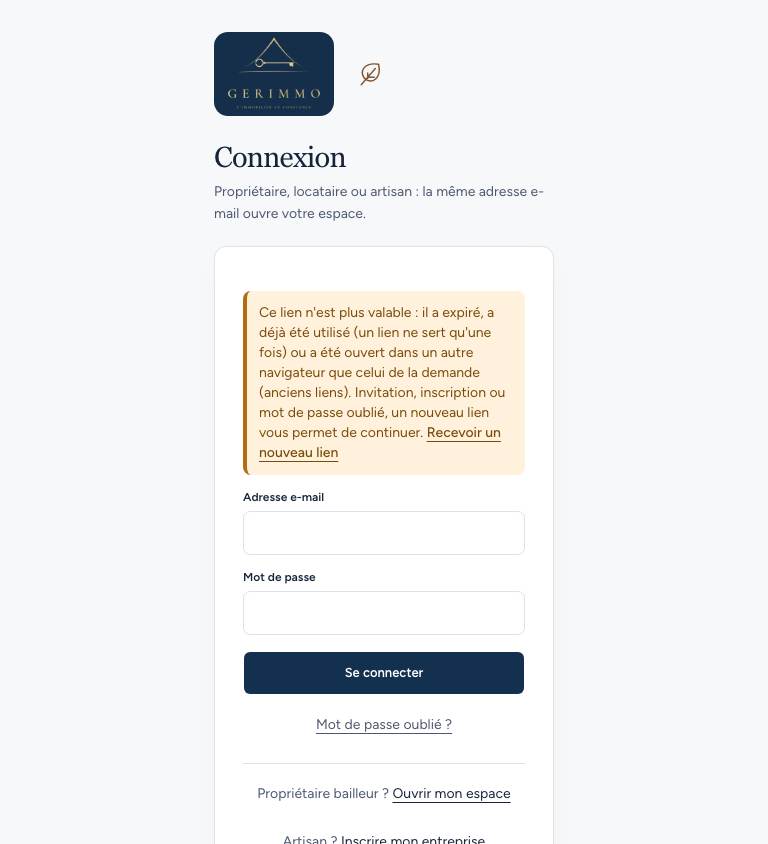 GERIMMO
Connexion
Propriétaire, locataire ou artisan : la même adresse e-
mail ouvre votre espace.
Ce lien n'est plus valable : il a expiré, a
déjà été utilisé (un lien ne sert qu'une
fois) ou a été ouvert dans un autre
navigateur que celui de la demande
(anciens liens). Invitation, inscription ou
mot de passe oublié, un nouveau lien
vous permet de continuer. Recevoir un
nouveau lien
Adresse e-mail
Mot de passe
Se connecter
Mot de passe oublié ?
Propriétaire bailleur ? Ouvrir mon espace
Artisan ? Inscrire mon entreprise